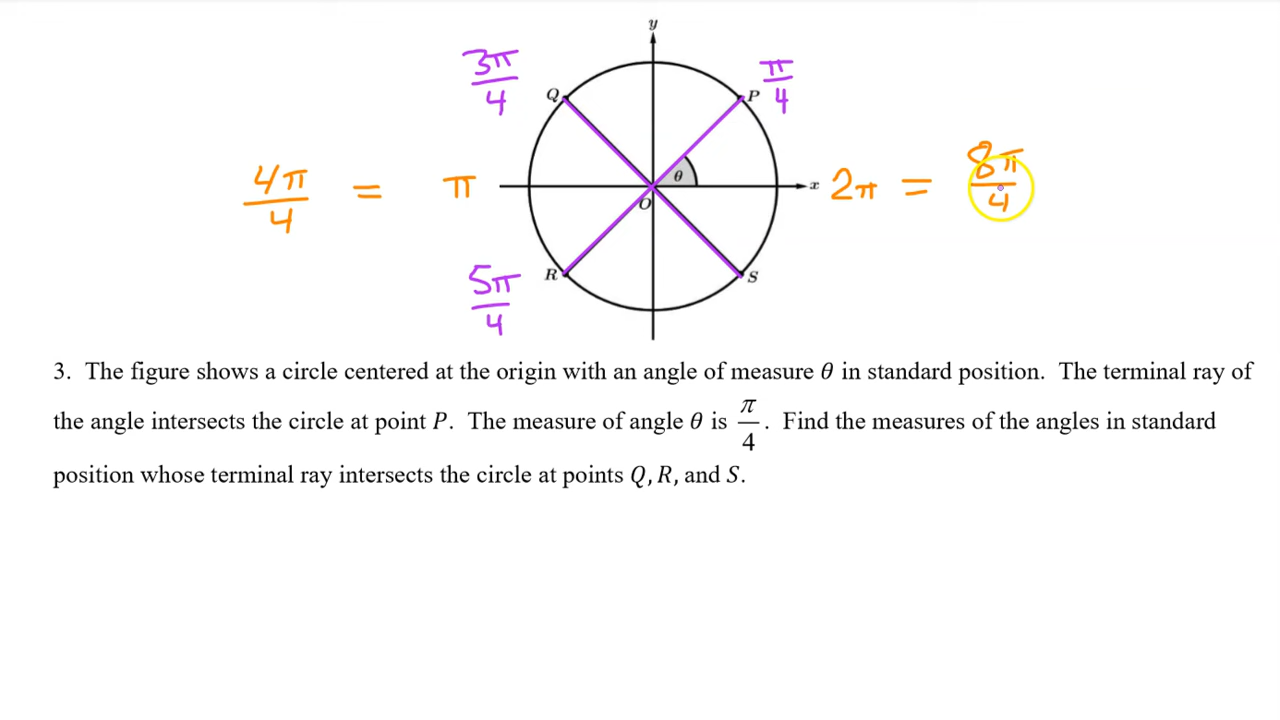 y
3π/4
π/4
Q
P
4π/4 = π
θ
x
2π = 8π/4
O
R
S
5π/4
3. The figure shows a circle centered at the origin with an angle of measure θ in standard position. The terminal ray of
the angle intersects the circle at point P. The measure of angle θ is π/4. Find the measures of the angles in standard
position whose terminal ray intersects the circle at points Q, R, and S.